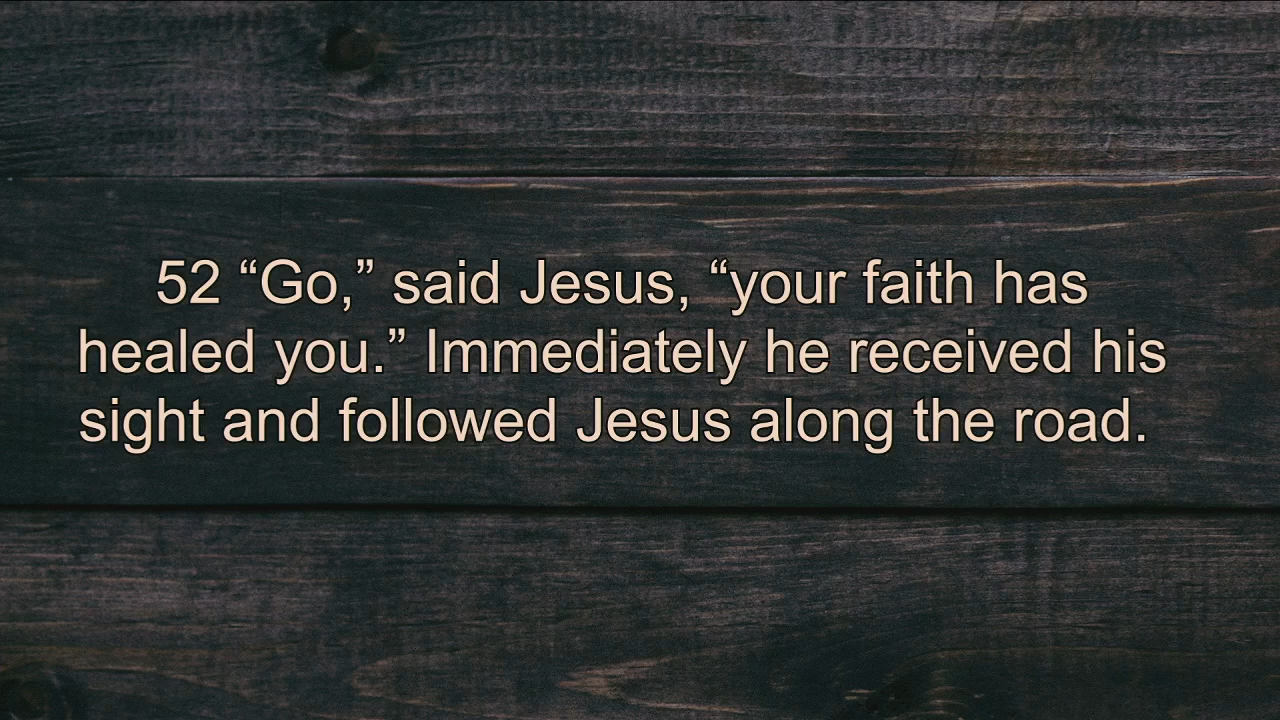 52 “Go,” said Jesus, “your faith has
healed you.” Immediately he received his
sight and followed Jesus along the road.